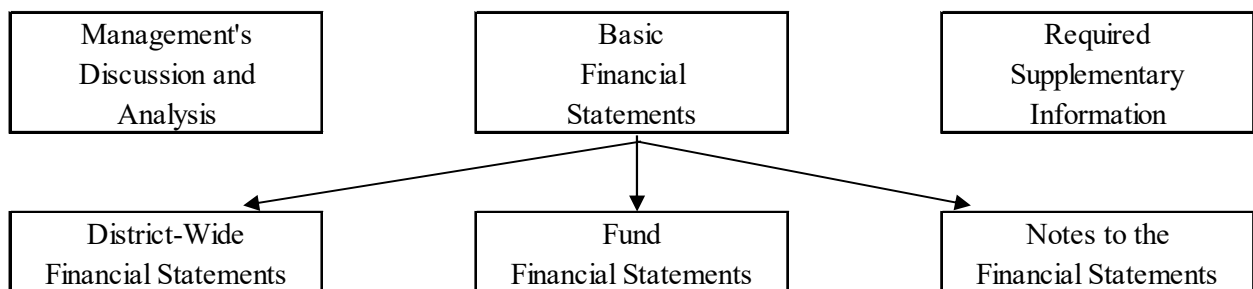 Management's
Discussion and
Analysis
Basic
Financial
Statements
Required
Supplementary
Information
District-Wide
Financial Statements
Fund
Financial Statements
Notes to the
Financial Statements